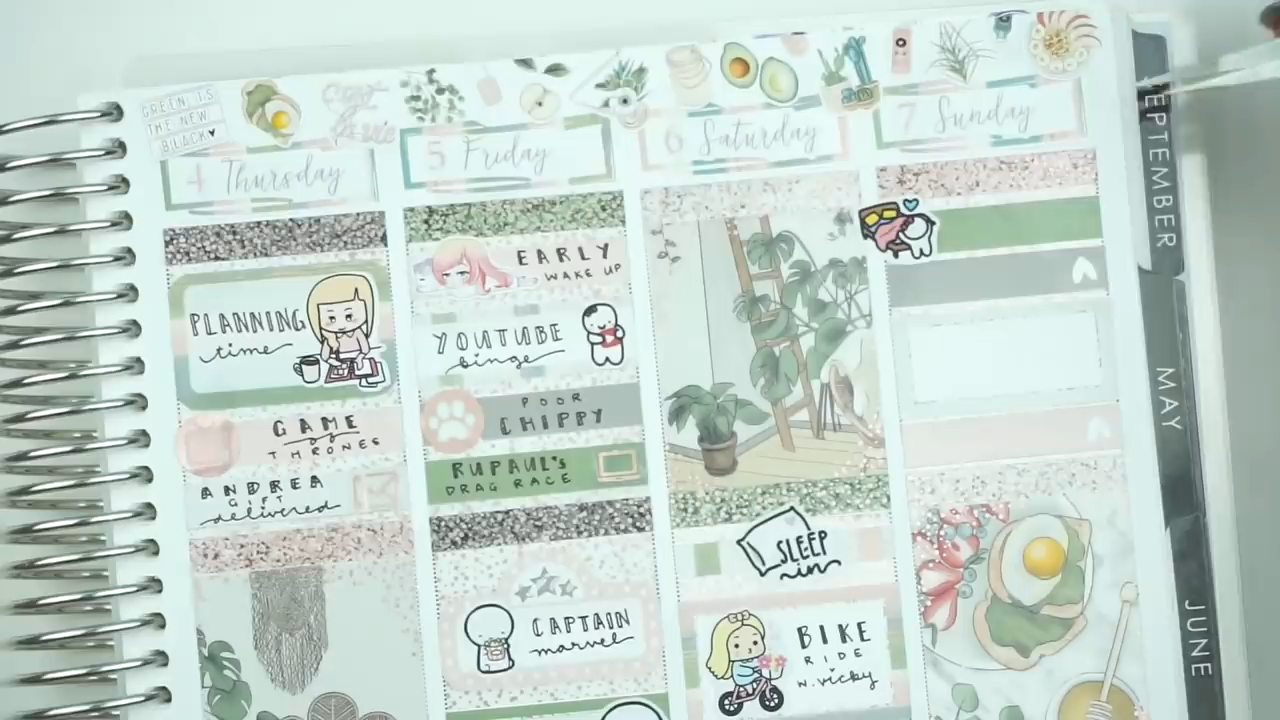 GREEN IS
THE NEW
BLACK
4 Thursday
5 Friday
6 Saturday
7 Sunday
PLANNING
time
GAME
of
THRONES
ANDREA
GIFT
delivered
EARLY
WAKE UP
YOUTUBE
binge
POOR
CHIPPY
RUPAUL's
DRAG RACE
CAPTAIN
marvel
SLEEP
in
BIKE
RIDE
w. vicky
SEPTEMBER
MAY
JUNE